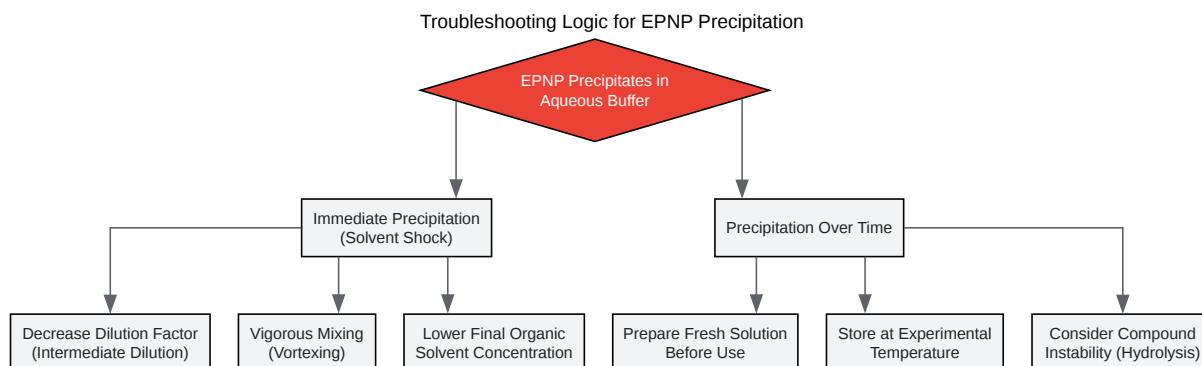 Troubleshooting Logic for EPNP Precipitation
EPNP Precipitates in
Aqueous Buffer
Immediate Precipitation
(Solvent Shock)
Precipitation Over Time
Decrease Dilution Factor
(Intermediate Dilution)
Vigorous Mixing
(Vortexing)
Lower Final Organic
Solvent Concentration
Prepare Fresh Solution
Before Use
Store at Experimental
Temperature
Consider Compound
Instability (Hydrolysis)